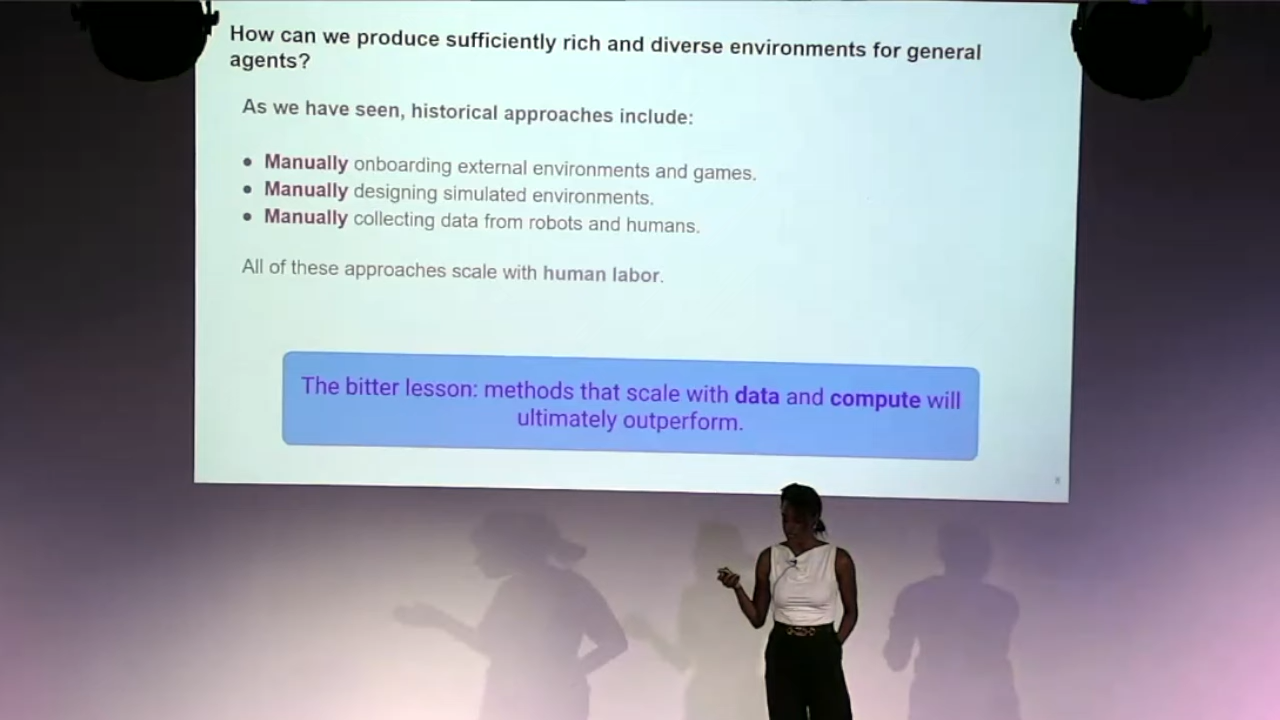 How can we produce sufficiently rich and diverse environments for general
agents?
As we have seen, historical approaches include:
• Manually onboarding external environments and games.
• Manually designing simulated environments.
• Manually collecting data from robots and humans.
All of these approaches scale with human labor.
The bitter lesson: methods that scale with data and compute will
ultimately outperform.